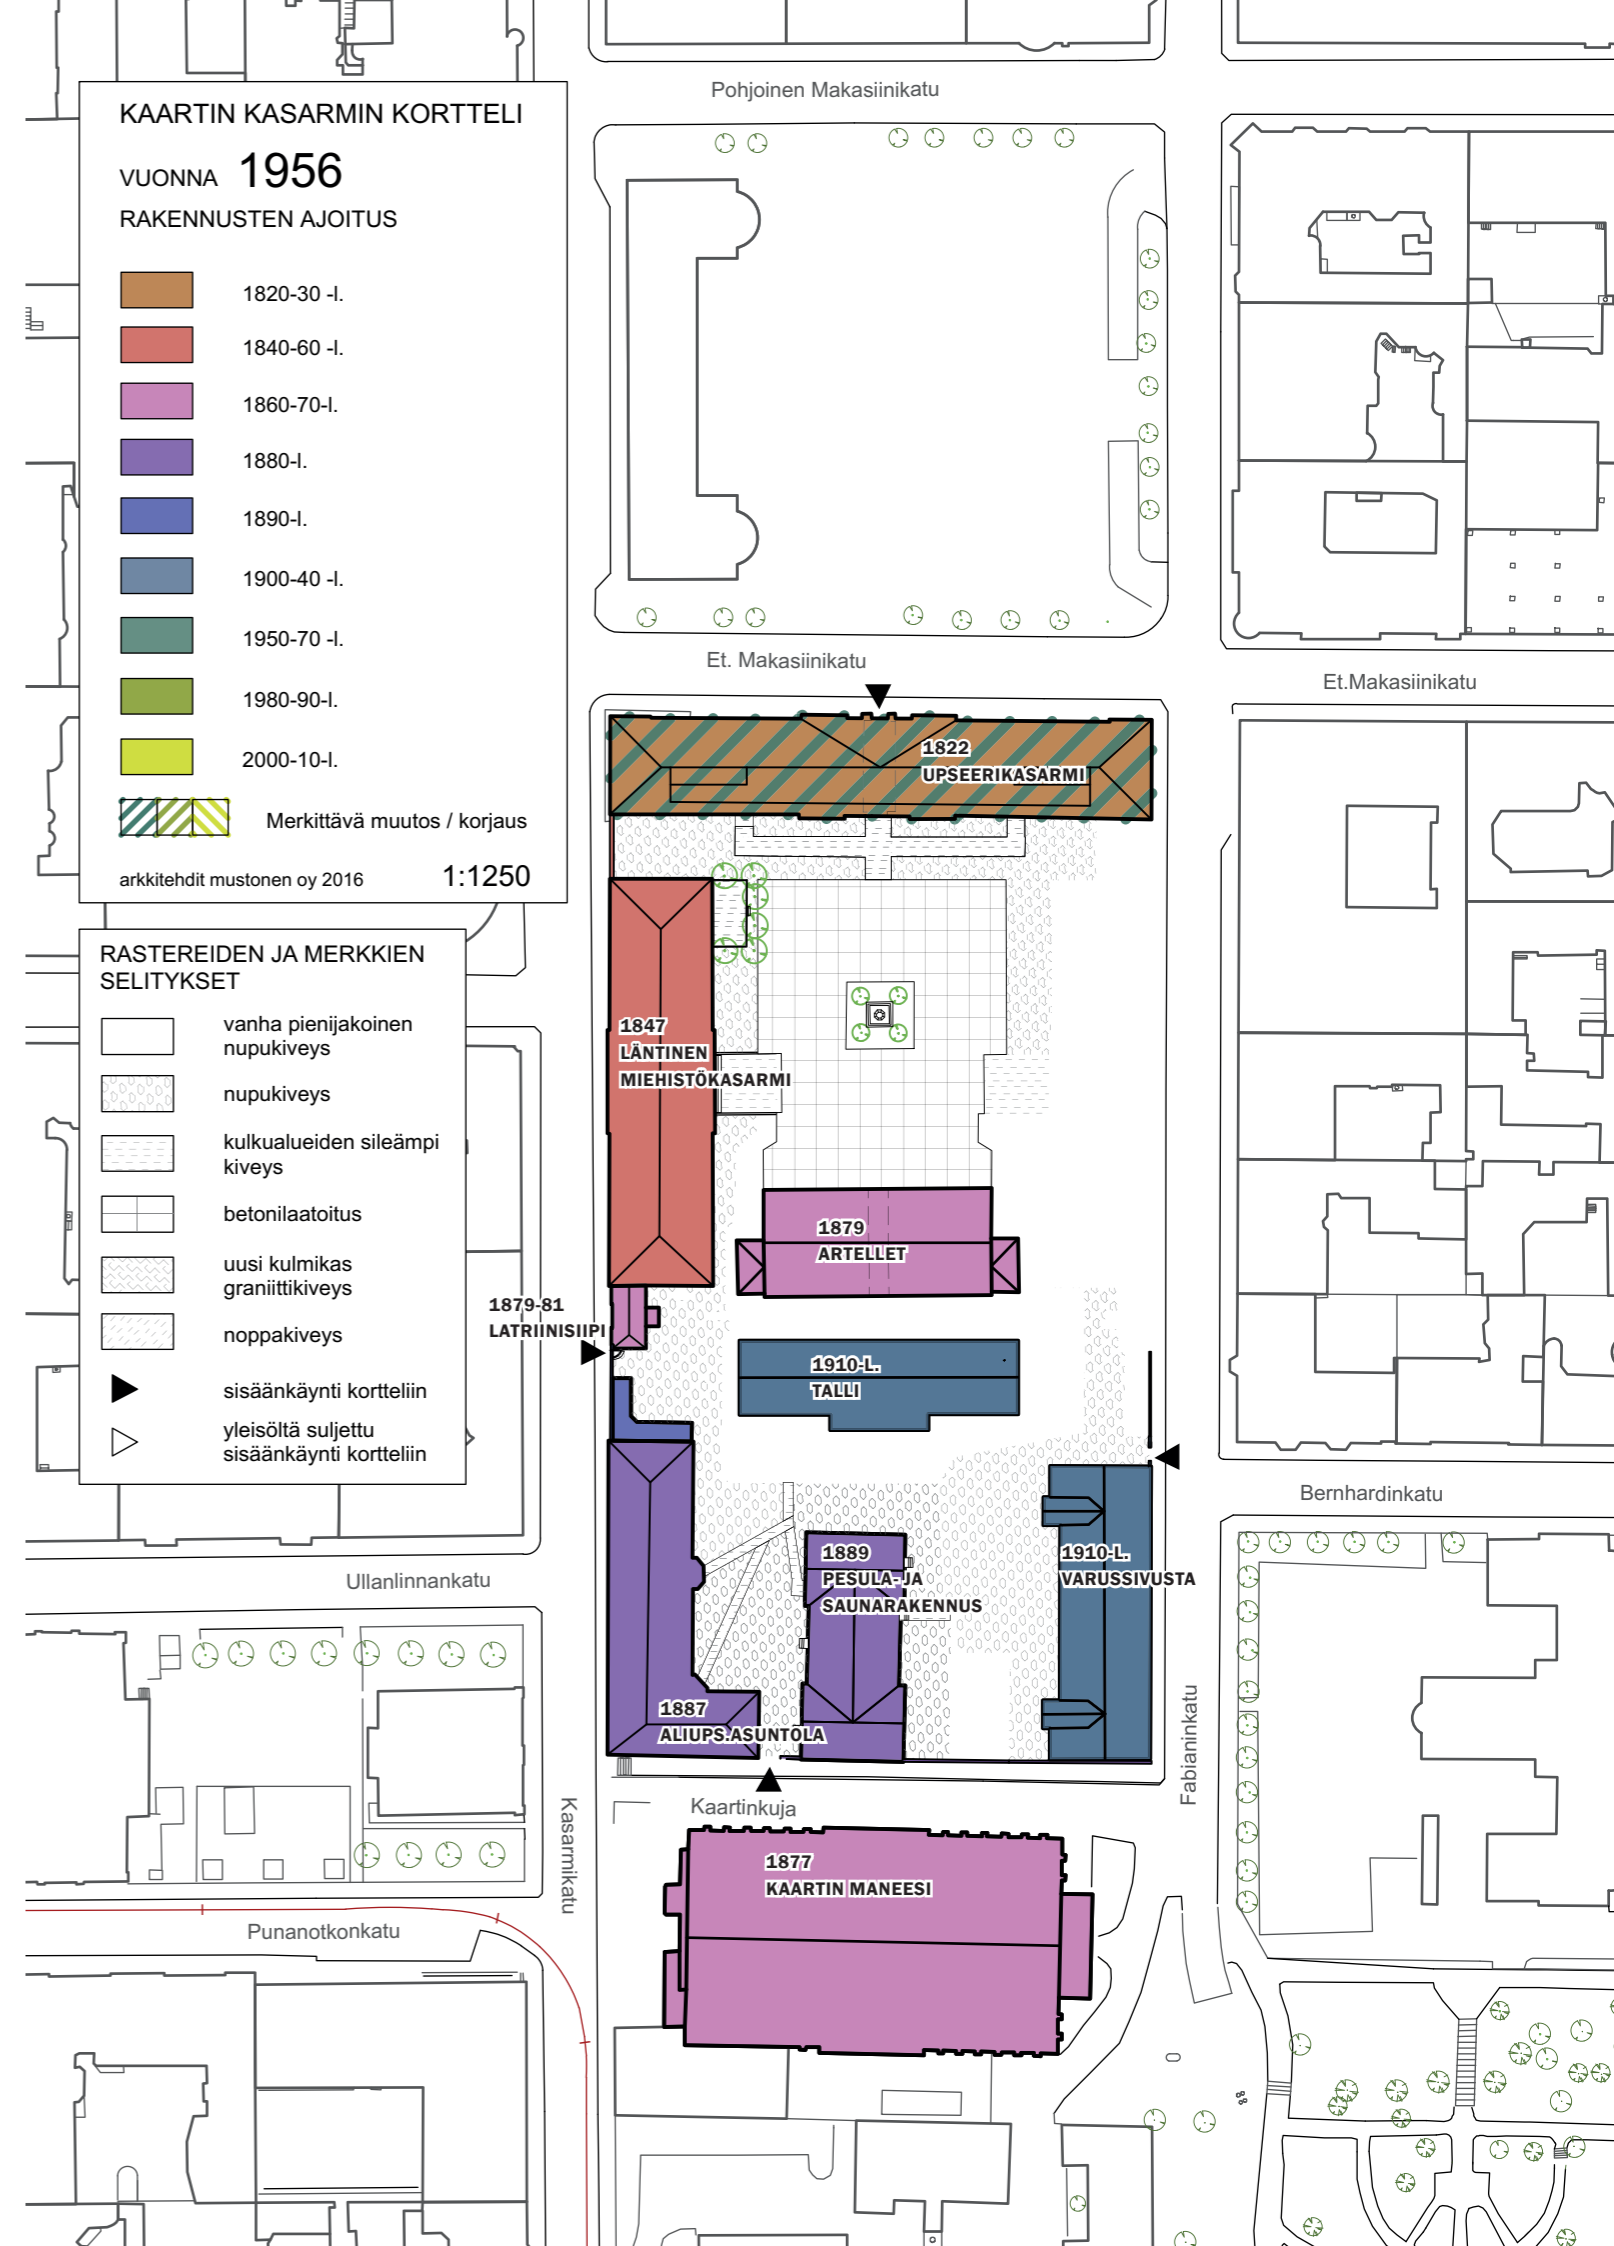 Pohjoinen Makasiinikatu
KAARTIN KASARMIN KORTTELI
VUONNA 1956
RAKENNUSTEN AJOITUS
1820-30 -l.
1840-60 -l.
1860-70-l.
1880-l.
1890-l.
1900-40 -l.
1950-70 -l.
1980-90-l.
2000-10-l.
Merkittävä muutos / korjaus
arkkitehdit mustonen oy 2016 1:1250
RASTEREIDEN JA MERKKIEN
SELITYKSET
vanha pienijakoinen
nupukiveys
nupukiveys
kulkualueiden sileämpi
kiveys
betonilaatoitus
uusi kulmikas
graniittikiveys
noppakiveys
sisäänkäynti kortteliin
yleisöltä suljettu
sisäänkäynti kortteliin
Et. Makasiinikatu
Et.Makasiinikatu
1822
UPSEERIKASARMI
1847
LÄNTINEN
MIEHISTÖKASARMI
1879
ARTELLET
1879-81
LATRIINISIIPI
1910-L.
TALLI
Bernhardinkatu
1889
PESULA- JA
SAUNARAKENNUS
1910-L.
VARUSSIVUSTA
Ullanlinnankatu
1887
ALIUPS.ASUNTOLA
Fabianinkatu
Kaartinkuja
Kasarmikatu
1877
KAARTIN MANEESI
Punanotkonkatu